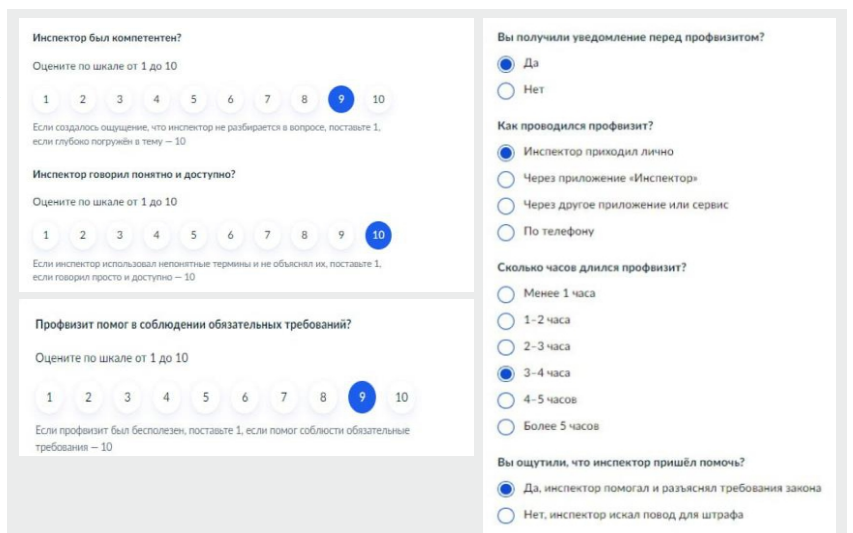 Инспектор был компетентен?
Оцените по шкале от 1 до 10
1 2 3 4 5 6 7 8 9 10
Если создалось ощущение, что инспектор не разбирается в вопросе, поставьте 1,
если глубоко погружён в тему — 10
Инспектор говорил понятно и доступно?
Оцените по шкале от 1 до 10
1 2 3 4 5 6 7 8 9 10
Если инспектор использовал непонятные термины и не объяснял их, поставьте 1,
если говорил просто и доступно — 10
Профвизит помог в соблюдении обязательных требований?
Оцените по шкале от 1 до 10
1 2 3 4 5 6 7 8 9 10
Если профвизит был бесполезен, поставьте 1, если помог соблюсти обязательные
требования — 10
Вы получили уведомление перед профвизитом?
Да
Нет
Как проводился профвизит?
Инспектор приходил лично
Через приложение «Инспектор»
Через другое приложение или сервис
По телефону
Сколько часов длился профвизит?
Менее 1 часа
1–2 часа
2–3 часа
3–4 часа
4–5 часов
Более 5 часов
Вы ощутили, что инспектор пришёл помочь?
Да, инспектор помогал и разъяснял требования закона
Нет, инспектор искал повод для штрафа